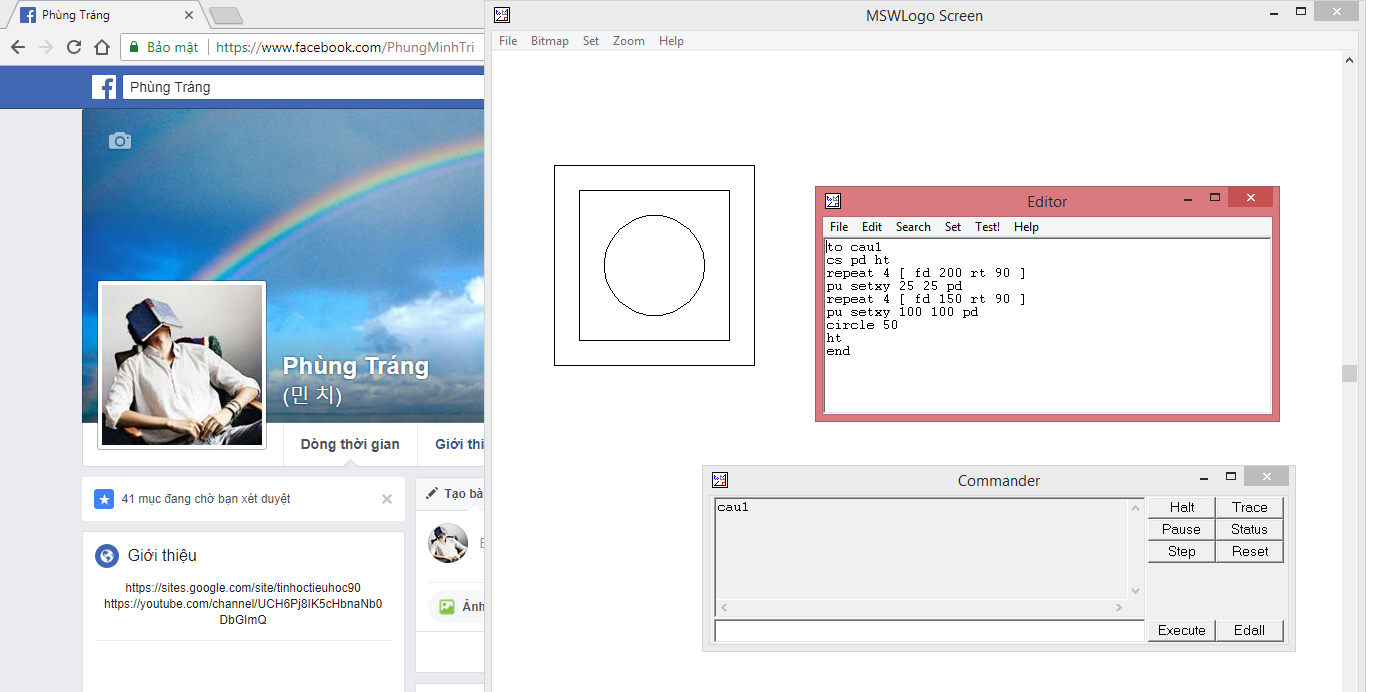 Phùng Tráng
Bảo mật
https://www.facebook.com/PhungMinhTri
Phùng Tráng
Phùng Tráng
(민 치)
Dòng thời gian
Giới thi
41 mục đang chờ bạn xét duyệt
Tạo bà
Giới thiệu
https://sites.google.com/site/tinhoctieuhoc90
https://youtube.com/channel/UCH6Pj8IK5cHbnaNb0
DbGImQ
Ảnh
MSWLogo Screen
File Bitmap Set Zoom Help
Editor
File Edit Search Set Test! Help
to cau1
cs pd ht
repeat 4 [ fd 200 rt 90 ]
pu setxy 25 25 pd
repeat 4 [ fd 150 rt 90 ]
pu setxy 100 100 pd
circle 50
ht
end
Commander
cau1
Halt Trace
Pause Status
Step Reset
Execute Edall